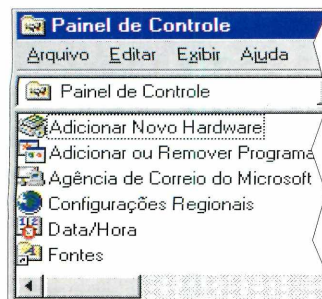 Painel de Controle
Arquivo Editar Exibir Ajuda
Painel de Controle
Adicionar Novo Hardware
Adicionar ou Remover Programa
Agência de Correio do Microsoft
Configurações Regionais
Data/Hora
Fontes